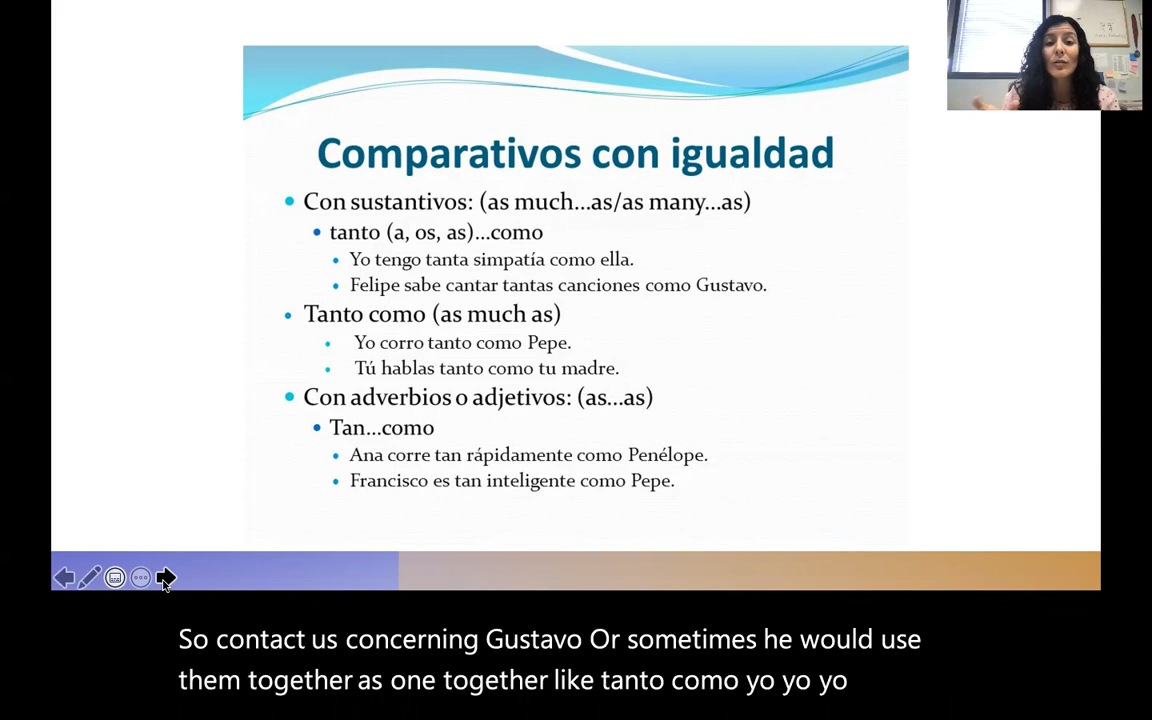 Comparativos con igualdad
Con sustantivos: (as much...as/as many...as)
tanto (a, os, as)...como
Yo tengo tanta simpatía como ella.
Felipe sabe cantar tantas canciones como Gustavo.
Tanto como (as much as)
Yo corro tanto como Pepe.
Tú hablas tanto como tu madre.
Con adverbios o adjetivos: (as...as)
Tan...como
Ana corre tan rápidamente como Penélope.
Francisco es tan inteligente como Pepe.
So contact us concerning Gustavo Or sometimes he would use
them together as one together like tanto como yo yo yo